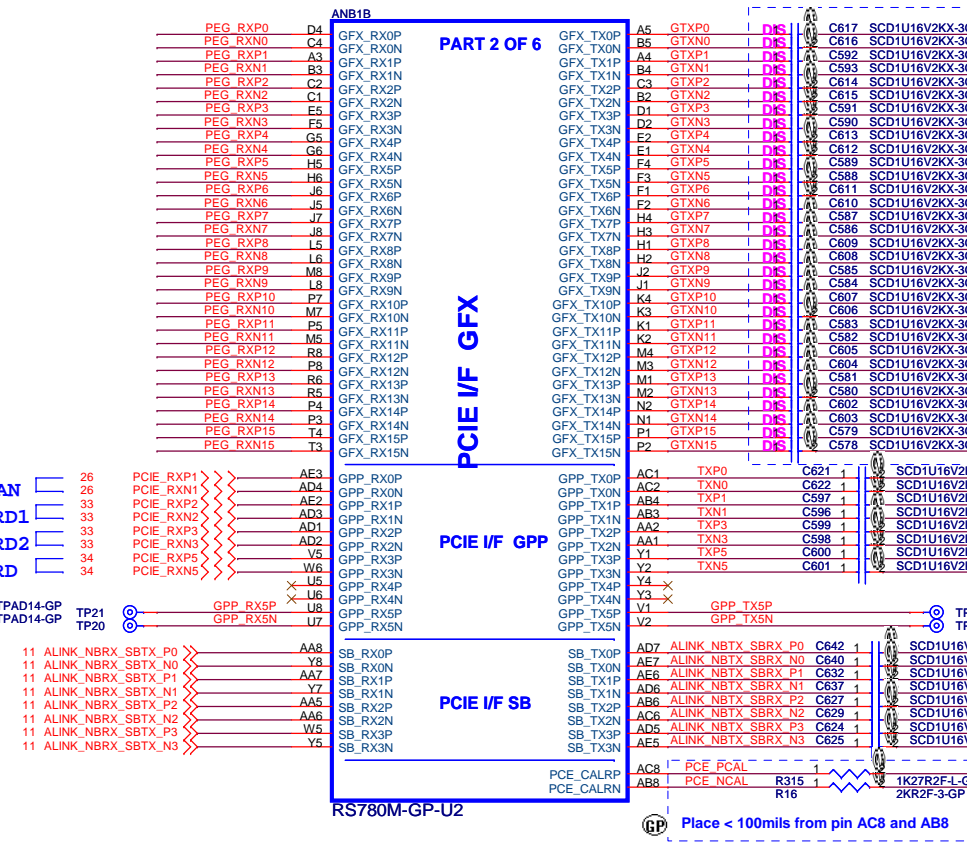 ANB1B
PART 2 OF 6
PEG_RXP0 D4 GFX_RX0P GFX_TX0P A5 GTXP0 DIS C617 SCD1U16V2KX-3
PEG_RXN0 C4 GFX_RX0N GFX_TX0N B5 GTXN0 DIS C616 SCD1U16V2KX-3
PEG_RXP1 A3 GFX_RX1P GFX_TX1P A4 GTXP1 DIS C592 SCD1U16V2KX-3
PEG_RXN1 B3 GFX_RX1N GFX_TX1N B4 GTXN1 DIS C593 SCD1U16V2KX-3
PEG_RXP2 C2 GFX_RX2P GFX_TX2P C3 GTXP2 DIS C614 SCD1U16V2KX-3
PEG_RXN2 C1 GFX_RX2N GFX_TX2N B2 GTXN2 DIS C615 SCD1U16V2KX-3
PEG_RXP3 E5 GFX_RX3P GFX_TX3P D1 GTXP3 DIS C591 SCD1U16V2KX-3
PEG_RXN3 F5 GFX_RX3N GFX_TX3N D2 GTXN3 DIS C590 SCD1U16V2KX-3
PEG_RXP4 G5 GFX_RX4P GFX_TX4P E2 GTXP4 DIS C613 SCD1U16V2KX-3
PEG_RXN4 G6 GFX_RX4N GFX_TX4N E1 GTXN4 DIS C612 SCD1U16V2KX-3
PEG_RXP5 H5 GFX_RX5P GFX_TX5P F4 GTXP5 DIS C589 SCD1U16V2KX-3
PEG_RXN5 H6 GFX_RX5N GFX_TX5N F3 GTXN5 DIS C588 SCD1U16V2KX-3
PEG_RXP6 J6 GFX_RX6P GFX_TX6P F1 GTXP6 DIS C611 SCD1U16V2KX-3
PEG_RXN6 J5 GFX_RX6N GFX_TX6N F2 GTXN6 DIS C610 SCD1U16V2KX-3
PEG_RXP7 J7 GFX_RX7P GFX_TX7P H4 GTXP7 DIS C587 SCD1U16V2KX-3
PEG_RXN7 J8 GFX_RX7N GFX_TX7N H3 GTXN7 DIS C586 SCD1U16V2KX-3
PEG_RXP8 L5 GFX_RX8P GFX_TX8P H1 GTXP8 DIS C609 SCD1U16V2KX-3
PEG_RXN8 L6 GFX_RX8N GFX_TX8N H2 GTXN8 DIS C608 SCD1U16V2KX-3
PEG_RXP9 M8 GFX_RX9P GFX_TX9P J2 GTXP9 DIS C585 SCD1U16V2KX-3
PEG_RXN9 L8 GFX_RX9N GFX_TX9N J1 GTXN9 DIS C584 SCD1U16V2KX-3
PEG_RXP10 P7 GFX_RX10P GFX_TX10P K4 GTXP10 DIS C607 SCD1U16V2KX-3
PEG_RXN10 M7 GFX_RX10N GFX_TX10N K3 GTXN10 DIS C606 SCD1U16V2KX-3
PEG_RXP11 P5 GFX_RX11P GFX_TX11P K1 GTXP11 DIS C583 SCD1U16V2KX-3
PEG_RXN11 M5 GFX_RX11N GFX_TX11N K2 GTXN11 DIS C582 SCD1U16V2KX-3
PEG_RXP12 R8 GFX_RX12P GFX_TX12P M4 GTXP12 DIS C605 SCD1U16V2KX-3
PEG_RXN12 P8 GFX_RX12N GFX_TX12N M3 GTXN12 DIS C604 SCD1U16V2KX-3
PEG_RXP13 R6 GFX_RX13P GFX_TX13P M1 GTXP13 DIS C581 SCD1U16V2KX-3
PEG_RXN13 R5 GFX_RX13N GFX_TX13N M2 GTXN13 DIS C580 SCD1U16V2KX-3
PEG_RXP14 P4 GFX_RX14P GFX_TX14P N2 GTXP14 DIS C602 SCD1U16V2KX-3
PEG_RXN14 P3 GFX_RX14N GFX_TX14N N1 GTXN14 DIS C603 SCD1U16V2KX-3
PEG_RXP15 T4 GFX_RX15P GFX_TX15P P1 GTXP15 DIS C579 SCD1U16V2KX-3
PEG_RXN15 T3 GFX_RX15N GFX_TX15N P2 GTXN15 DIS C578 SCD1U16V2KX-3
PCIE I/F GFX
AN 26 PCIE_RXP1 AE3 GPP_RX0P GPP_TX0P AC1 TXP0 C621 1 SCD1U16V2
26 PCIE_RXN1 AD4 GPP_RX0N GPP_TX0N AC2 TXN0 C622 1 SCD1U16V2
RD1 33 PCIE_RXP2 AE2 GPP_RX1P GPP_TX1P AB4 TXP1 C597 1 SCD1U16V2
33 PCIE_RXN2 AD3 GPP_RX1N GPP_TX1N AB3 TXN1 C596 1 SCD1U16V2
RD2 33 PCIE_RXP3 AD1 GPP_RX2P GPP_TX2P AA2 TXP3 C599 1 SCD1U16V2
33 PCIE_RXN3 AD2 GPP_RX2N GPP_TX2N AA1 TXN3 C598 1 SCD1U16V2
RD 34 PCIE_RXP5 V5 GPP_RX3P GPP_TX3P Y1 TXP5 C600 1 SCD1U16V2
34 PCIE_RXN5 W6 GPP_RX3N GPP_TX3N Y2 TXN5 C601 1 SCD1U16V2
PCIE I/F GPP
U5 GPP_RX4P GPP_TX4P Y4
U6 GPP_RX4N GPP_TX4N Y3
TPAD14-GP TP21 GPP_RX5P U8 GPP_RX5P GPP_TX5P V1 GPP_TX5P TP
TPAD14-GP TP20 GPP_RX5N U7 GPP_RX5N GPP_TX5N V2 GPP_TX5N TP
11 ALINK_NBRX_SBTX_P0 AA8 SB_RX0P SB_TX0P AD7 ALINK_NBTX_SBRX_P0 C642 1 SCD1U16V
11 ALINK_NBRX_SBTX_N0 Y8 SB_RX0N SB_TX0N AE7 ALINK_NBTX_SBRX_N0 C640 1 SCD1U16V
11 ALINK_NBRX_SBTX_P1 AA7 SB_RX1P SB_TX1P AE6 ALINK_NBTX_SBRX_P1 C632 1 SCD1U16V
11 ALINK_NBRX_SBTX_N1 Y7 SB_RX1N SB_TX1N AD6 ALINK_NBTX_SBRX_N1 C637 1 SCD1U16V
11 ALINK_NBRX_SBTX_P2 AA5 SB_RX2P SB_TX2P AB6 ALINK_NBTX_SBRX_P2 C627 1 SCD1U16V
11 ALINK_NBRX_SBTX_N2 AA6 SB_RX2N SB_TX2N AC6 ALINK_NBTX_SBRX_N2 C629 1 SCD1U16V
11 ALINK_NBRX_SBTX_P3 W5 SB_RX3P SB_TX3P AD5 ALINK_NBTX_SBRX_P3 C624 1 SCD1U16V
11 ALINK_NBRX_SBTX_N3 Y5 SB_RX3N SB_TX3N AE5 ALINK_NBTX_SBRX_N3 C625 1 SCD1U16V
PCIE I/F SB
PCE_CALRP AC8 PCE_PCAL 1
PCE_CALRN AB8 PCE_NCAL R315 1 1K27R2F-L-G
R16 2KR2F-3-GP
RS780M-GP-U2
GP Place < 100mils from pin AC8 and AB8